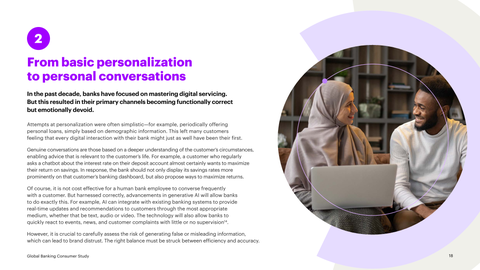 2
From basic personalization
to personal conversations
In the past decade, banks have focused on mastering digital servicing.
But this resulted in their primary channels becoming functionally correct
but emotionally devoid.
Attempts at personalization were often simplistic—for example, periodically offering
personal loans, simply based on demographic information. This left many customers
feeling that every digital interaction with their bank might just as well have been their first.
Genuine conversations are those based on a deeper understanding of the customer's circumstances,
enabling advice that is relevant to the customer's life. For example, a customer who regularly
asks a chatbot about the interest rate on their deposit account almost certainly wants to maximize
their return on savings. In response, the bank should not only display its savings rates more
prominently on that customer's banking dashboard, but also propose ways to maximize returns.
Of course, it is not cost effective for a human bank employee to converse frequently
with a customer. But harnessed correctly, advancements in generative AI will allow banks
to do exactly this. For example, AI can integrate with existing banking systems to provide
real-time updates and recommendations to customers through the most appropriate
medium, whether that be text, audio or video. The technology will also allow banks to
quickly react to events, news, and customer complaints with little or no supervision
However, it is crucial to carefully assess the risk of generating false or misleading information,
which can lead to brand distrust. The right balance must be struck between efficiency and accuracy.
Global Banking Consumer Study
18